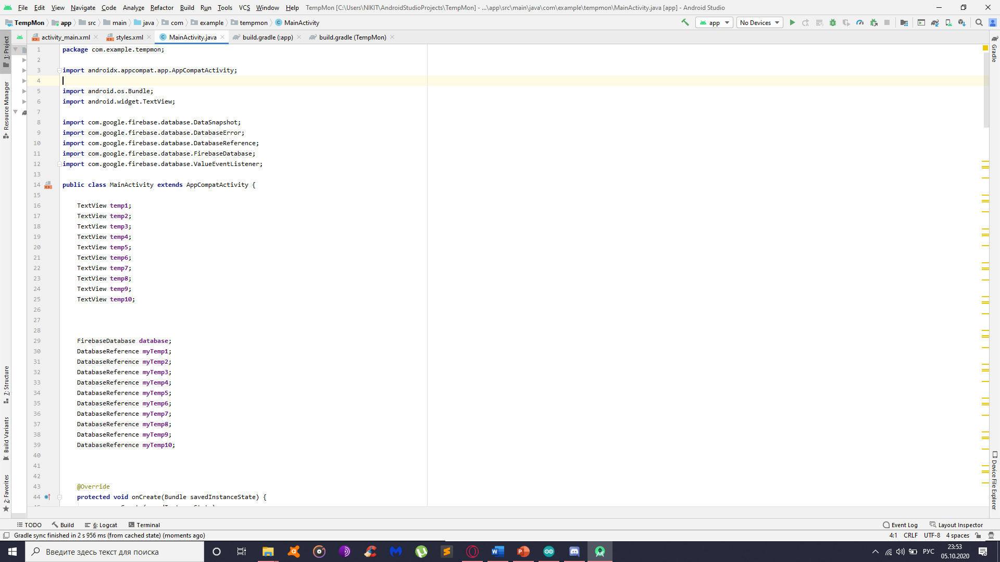 File Edit View Navigate Code Analyze Refactor Build Run Tools VCS Window Help TempMon [C:\Users\NIKIT\AndroidStudioProjects\TempMon] - ...\app\src\main\java\com\example\tempmon\MainActivity.java [app] - Android Studio
TempMon app src main java com example tempmon MainActivity app No Devices
activity_main.xml styles.xml MainActivity.java build.gradle (:app) build.gradle (TempMon)
1: Project
Resource Manager
7: Structure
Build Variants
2: Favorites
1 package com.example.tempmon;
2
3 import androidx.appcompat.app.AppCompatActivity;
4
5 import android.os.Bundle;
6 import android.widget.TextView;
7
8 import com.google.firebase.database.DataSnapshot;
9 import com.google.firebase.database.DatabaseError;
10 import com.google.firebase.database.DatabaseReference;
11 import com.google.firebase.database.FirebaseDatabase;
12 import com.google.firebase.database.ValueEventListener;
13
14 public class MainActivity extends AppCompatActivity {
15
16 TextView temp1;
17 TextView temp2;
18 TextView temp3;
19 TextView temp4;
20 TextView temp5;
21 TextView temp6;
22 TextView temp7;
23 TextView temp8;
24 TextView temp9;
25 TextView temp10;
26
27
28
29 FirebaseDatabase database;
30 DatabaseReference myTemp1;
31 DatabaseReference myTemp2;
32 DatabaseReference myTemp3;
33 DatabaseReference myTemp4;
34 DatabaseReference myTemp5;
35 DatabaseReference myTemp6;
36 DatabaseReference myTemp7;
37 DatabaseReference myTemp8;
38 DatabaseReference myTemp9;
39 DatabaseReference myTemp10;
40
41
42
43 @Override
44 protected void onCreate(Bundle savedInstanceState) {
Gradle
Device File Explorer
TODO Build 6: Logcat Terminal Event Log Layout Inspector
Gradle sync finished in 2 s 956 ms (from cached state) (moments ago) 4:1 CRLF UTF-8 4 spaces
Введите здесь текст для поиска
РУС
23:53
05.10.2020